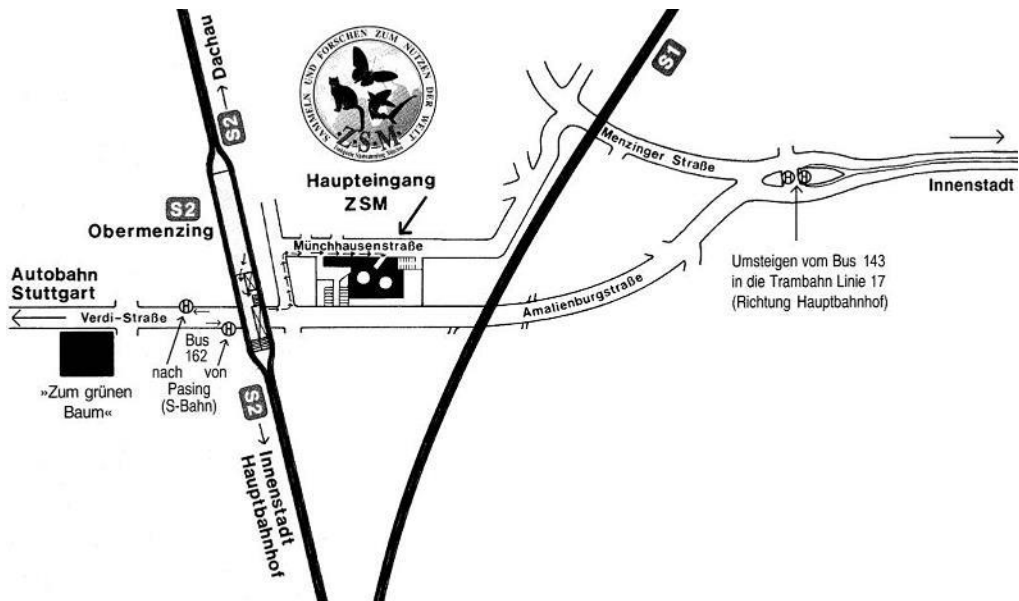 SAMMELN UND FORSCHEN ZUM NUTZEN DER WELT
·Z·S·M·
S2 → Dachau
S1
Menzinger Straße
Innenstadt
Haupteingang
ZSM
S2
Obermenzing
Münchhausenstraße
Umsteigen vom Bus 143
in die Trambahn Linie 17
(Richtung Hauptbahnhof)
H H
Autobahn
Stuttgart
Amalienburgstraße
Verdi-Straße
H
H
Bus
162
nach von
Pasing
(S-Bahn)
»Zum grünen
Baum«
S2 → Innenstadt
Hauptbahnhof